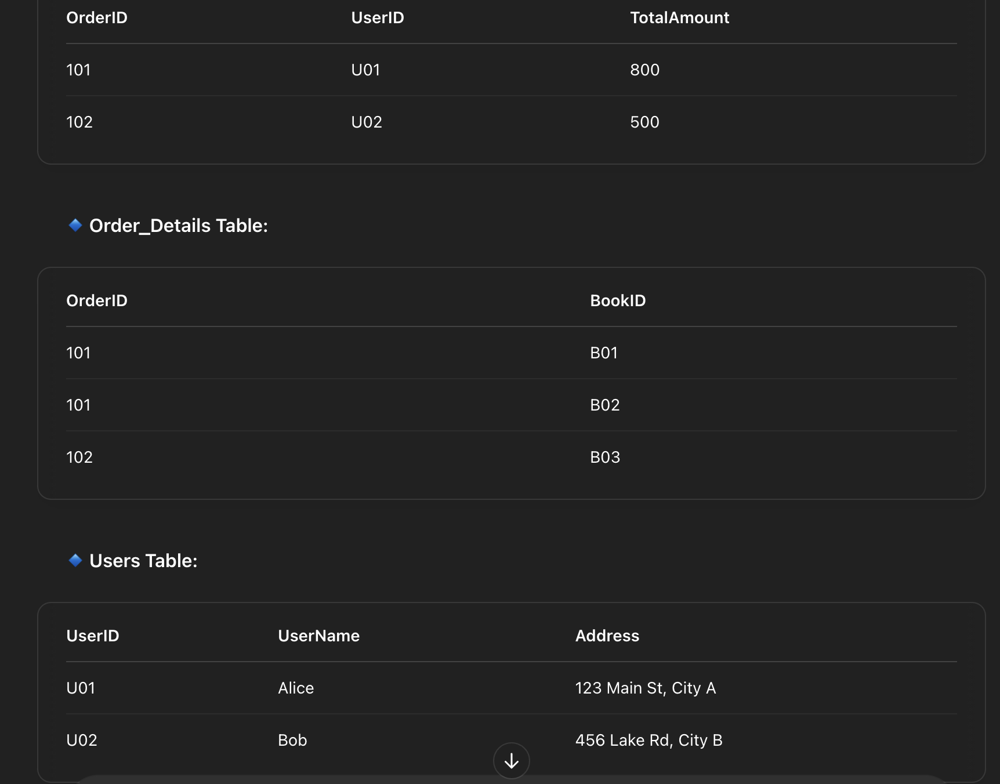 OrderID UserID TotalAmount
101 U01 800
102 U02 500
Order_Details Table:
OrderID BookID
101 B01
101 B02
102 B03
Users Table:
UserID UserName Address
U01 Alice 123 Main St, City A
U02 Bob 456 Lake Rd, City B